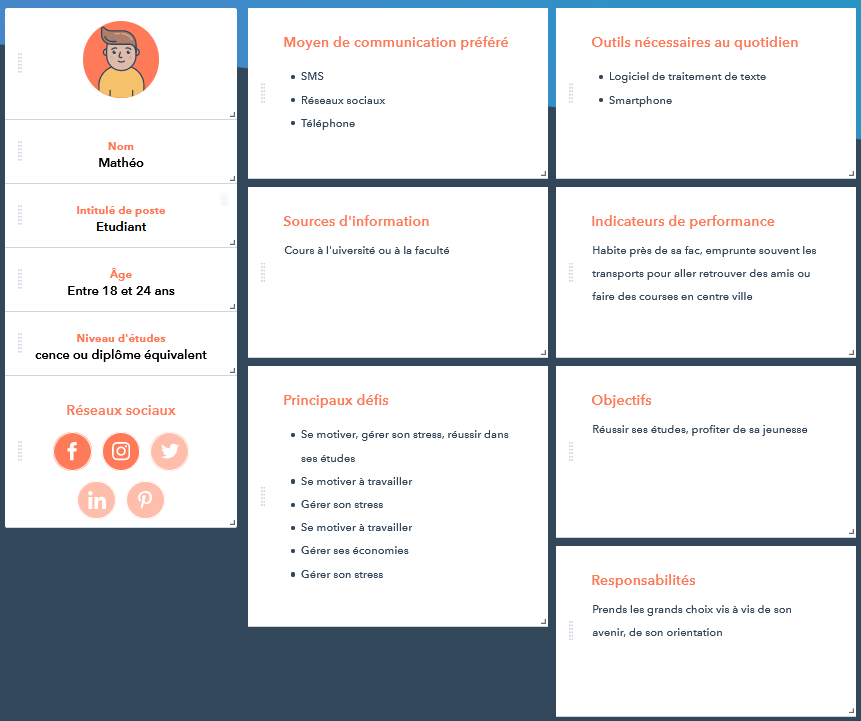 Nom
Mathéo
Intitulé de poste
Etudiant
Âge
Entre 18 et 24 ans
Niveau d'études
cence ou diplôme équivalent
Réseaux sociaux
Moyen de communication préféré
SMS
Réseaux sociaux
Téléphone
Outils nécessaires au quotidien
Logiciel de traitement de texte
Smartphone
Sources d'information
Cours à l'uiversité ou à la faculté
Indicateurs de performance
Habite près de sa fac, emprunte souvent les
transports pour aller retrouver des amis ou
faire des courses en centre ville
Principaux défis
Se motiver, gérer son stress, réussir dans
ses études
Se motiver à travailler
Gérer son stress
Se motiver à travailler
Gérer ses économies
Gérer son stress
Objectifs
Réussir ses études, profiter de sa jeunesse
Responsabilités
Prends les grands choix vis à vis de son
avenir, de son orientation